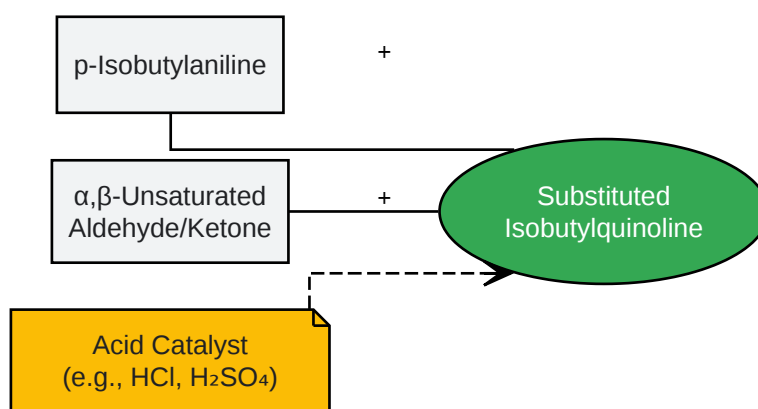 p-Isobutylaniline
+
α,β-Unsaturated
Aldehyde/Ketone
+
Substituted
Isobutylquinoline
Acid Catalyst
(e.g., HCl, H₂SO₄)